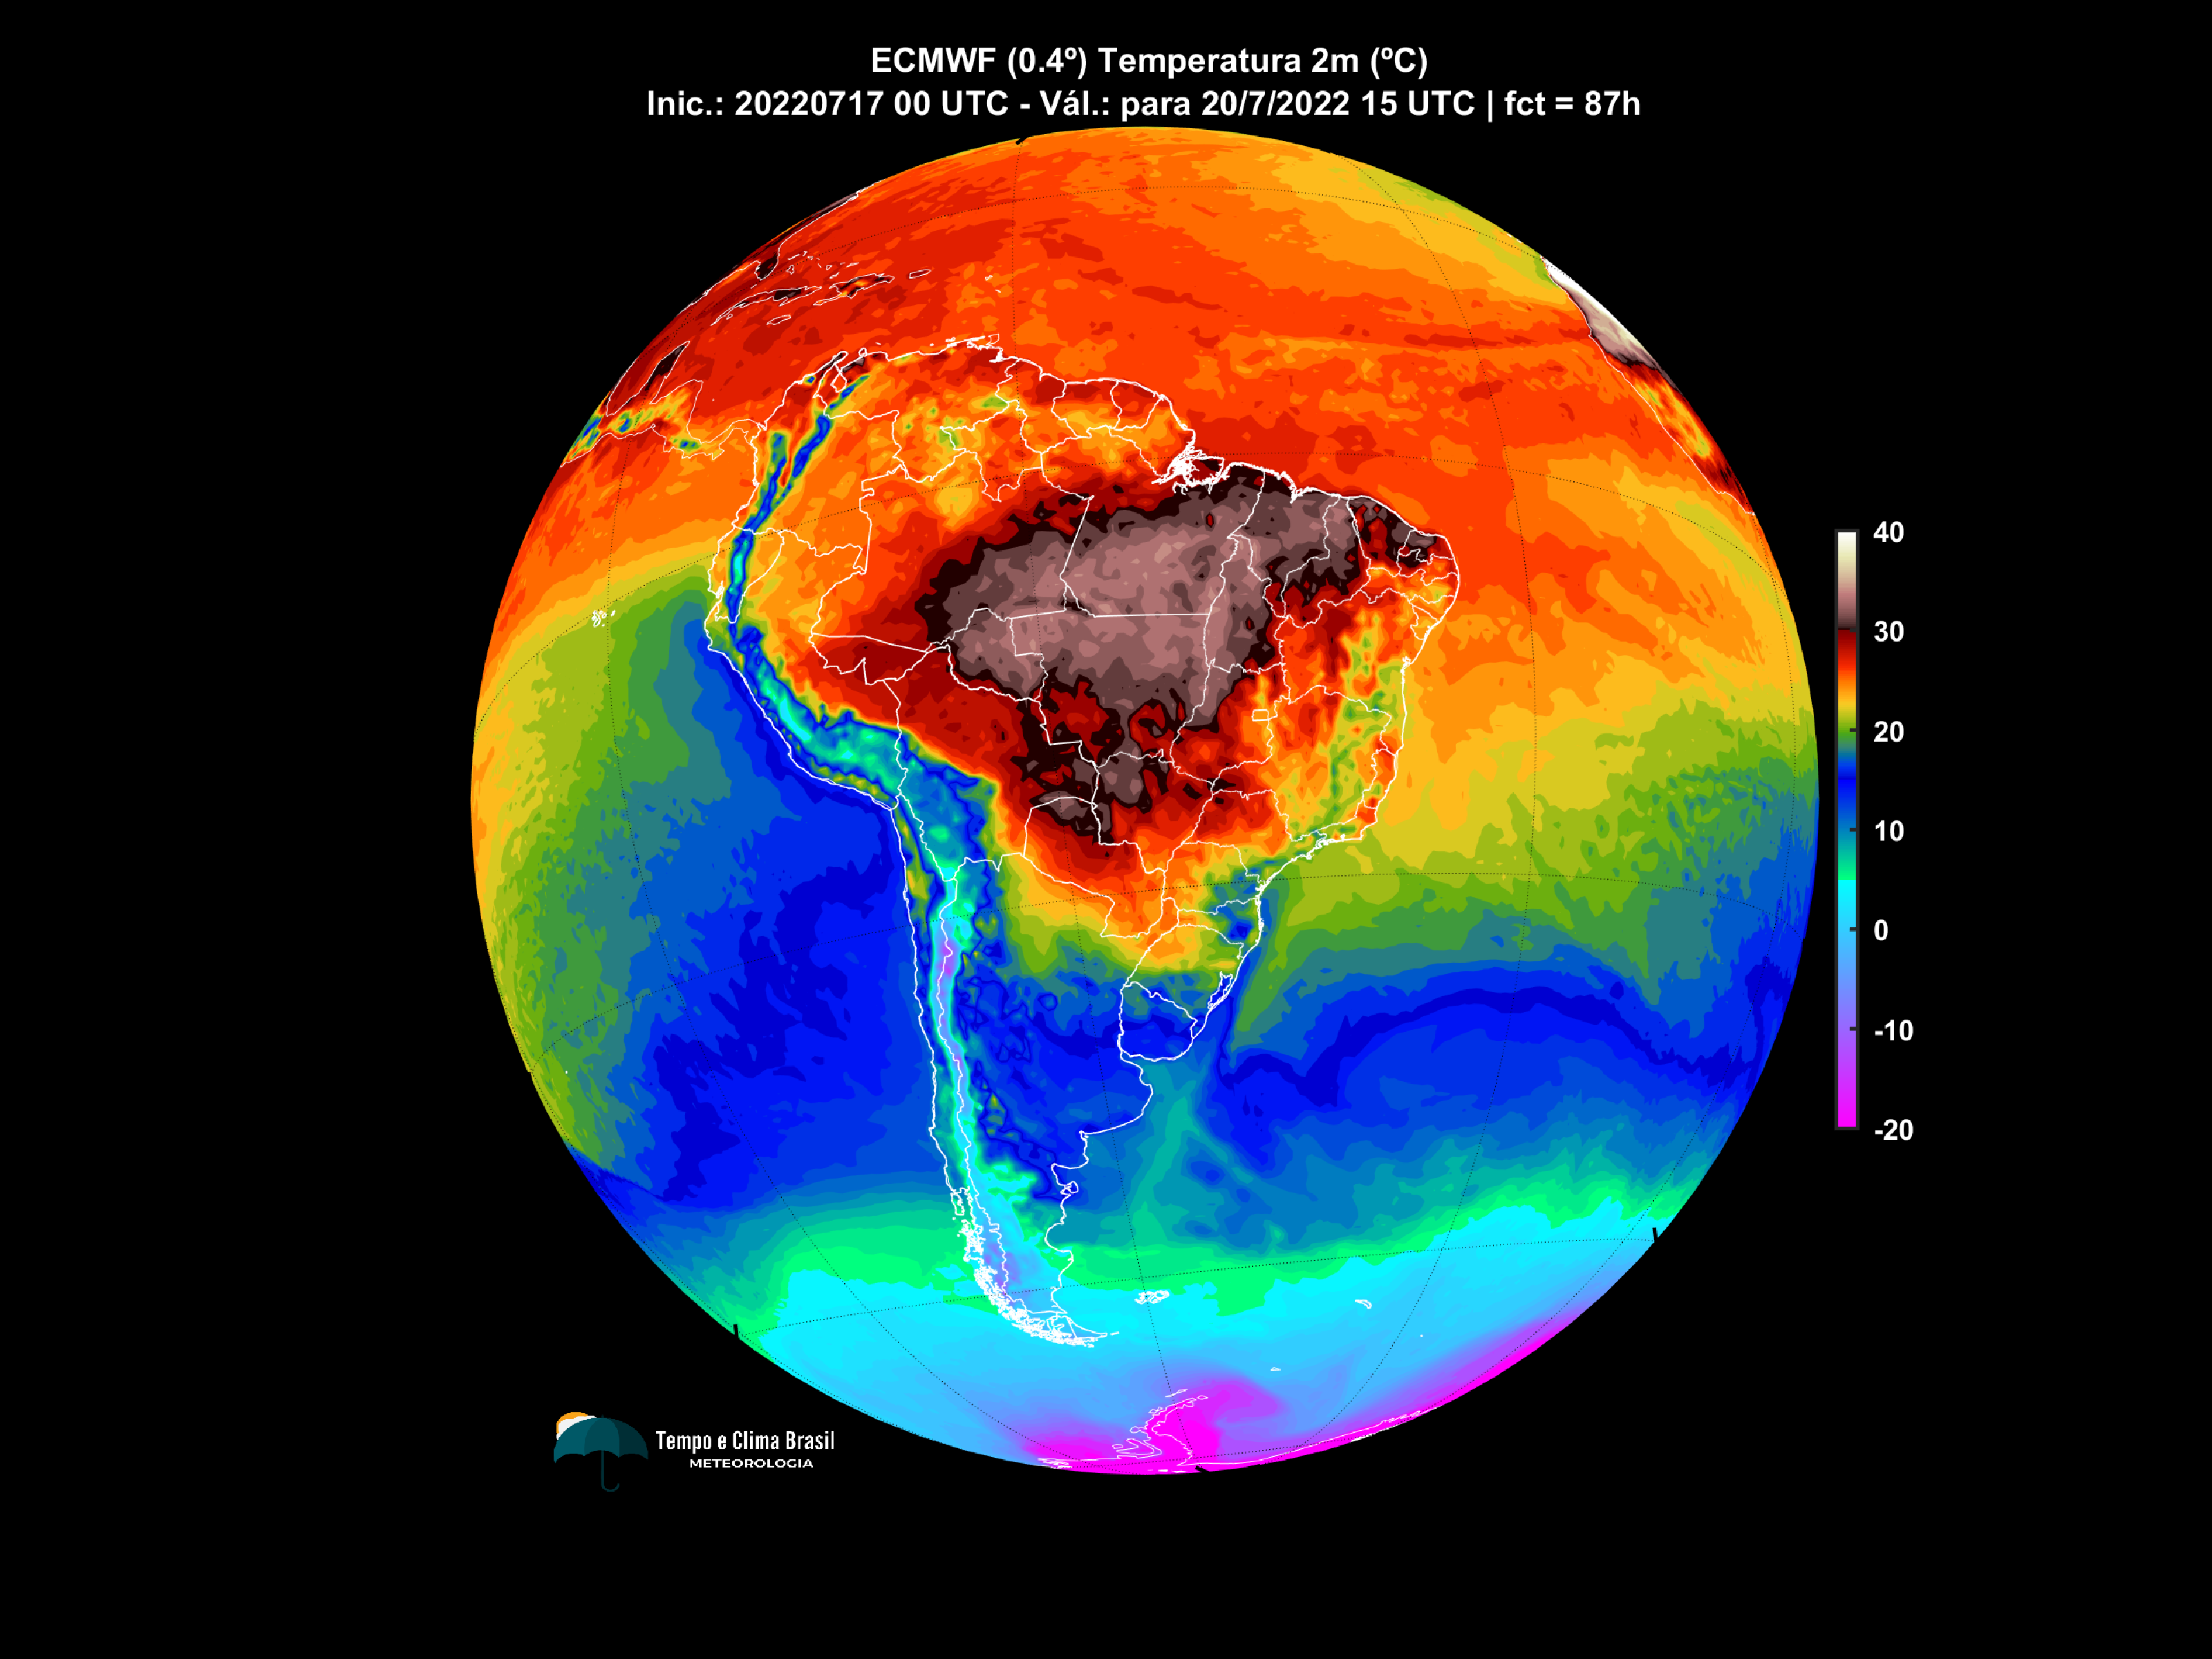 ECMWF (0.4º) Temperatura 2m (ºC)
Inic.: 20220717 00 UTC - Vál.: para 20/7/2022 15 UTC | fct = 87h
40
30
20
10
0
-10
-20
Tempo e Clima Brasil
METEOROLOGIA